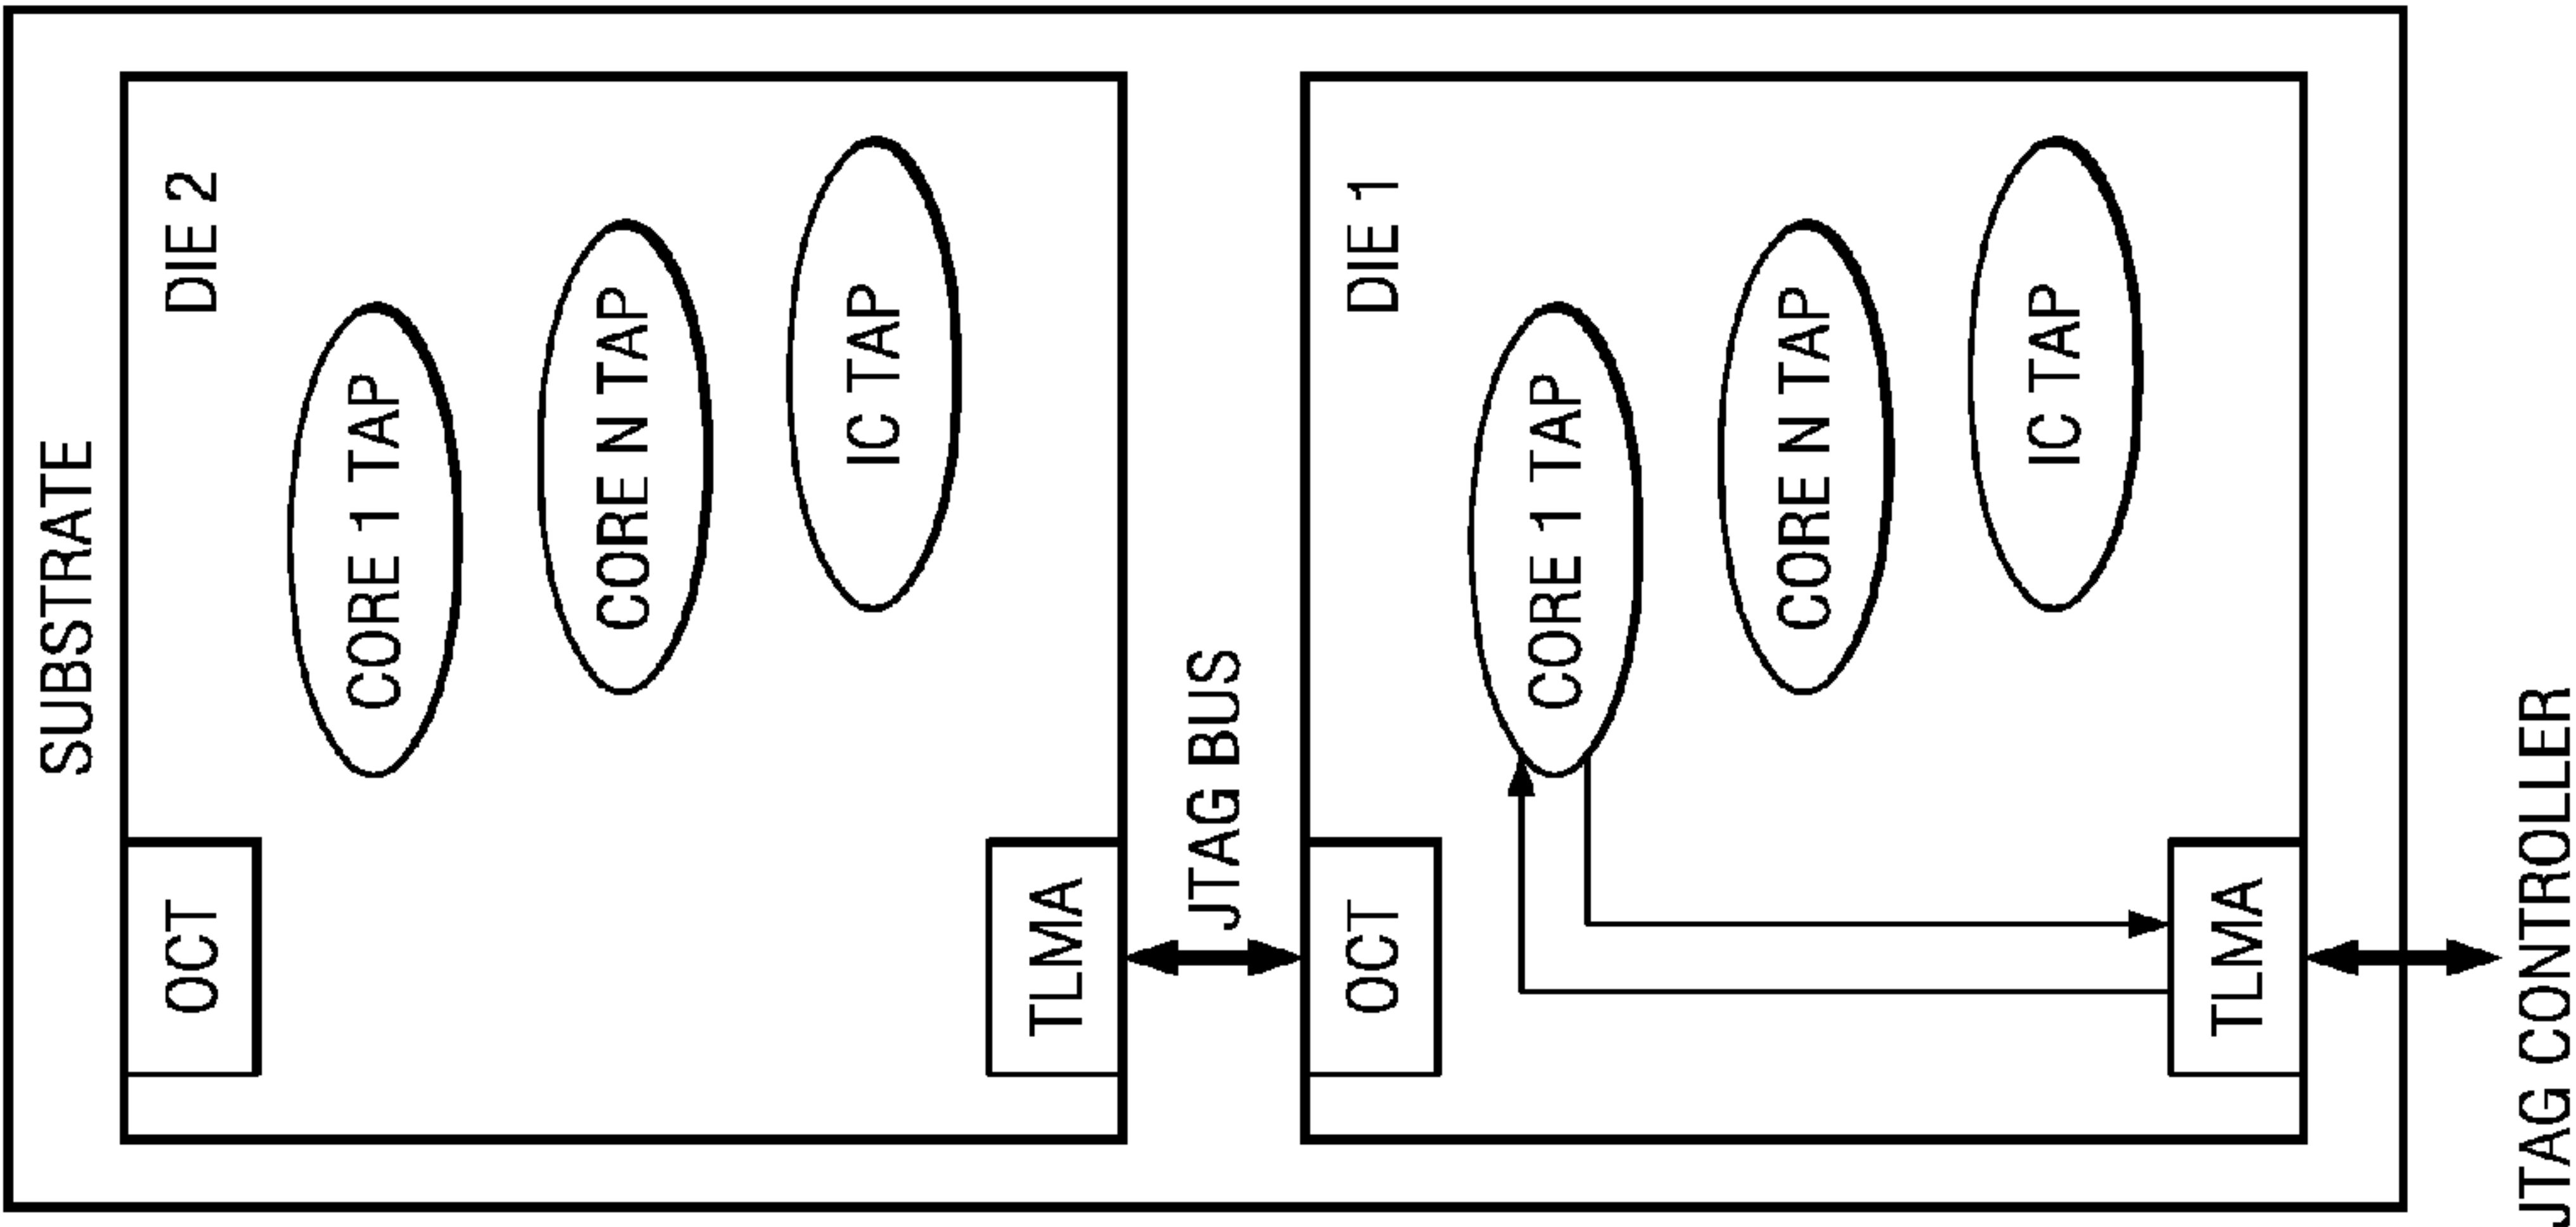 SUBSTRATE
DIE 2
OCT
CORE 1 TAP
CORE N TAP
IC TAP
TLMA
JTAG BUS
DIE 1
OCT
CORE 1 TAP
CORE N TAP
IC TAP
TLMA
JTAG CONTROLLER